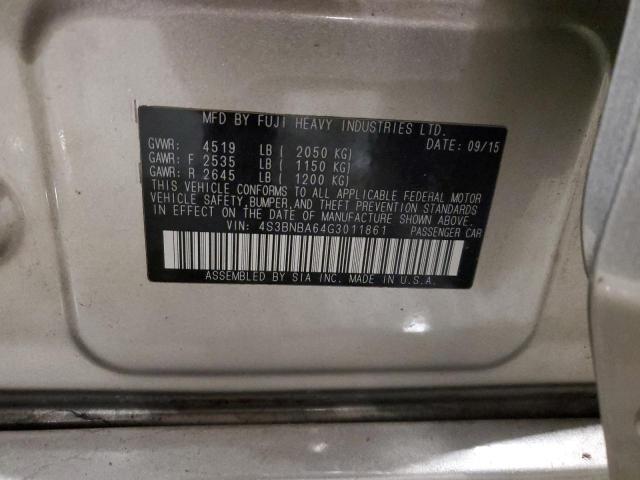 MFD BY FUJI HEAVY INDUSTRIES LTD.
GVWR: 4519 LB ( 2050 KG) DATE: 09/15
GAWR: F 2535 LB ( 1150 KG)
GAWR: R 2645 LB ( 1200 KG)
THIS VEHICLE CONFORMS TO ALL APPLICABLE FEDERAL MOTOR
VEHICLE SAFETY, BUMPER, AND THEFT PREVENTION STANDARDS
IN EFFECT ON THE DATE OF MANUFACTURE SHOWN ABOVE.
VIN: 4S3BNBA64G3011861 PASSENGER CAR
ASSEMBLED BY SIA INC. MADE IN U.S.A.